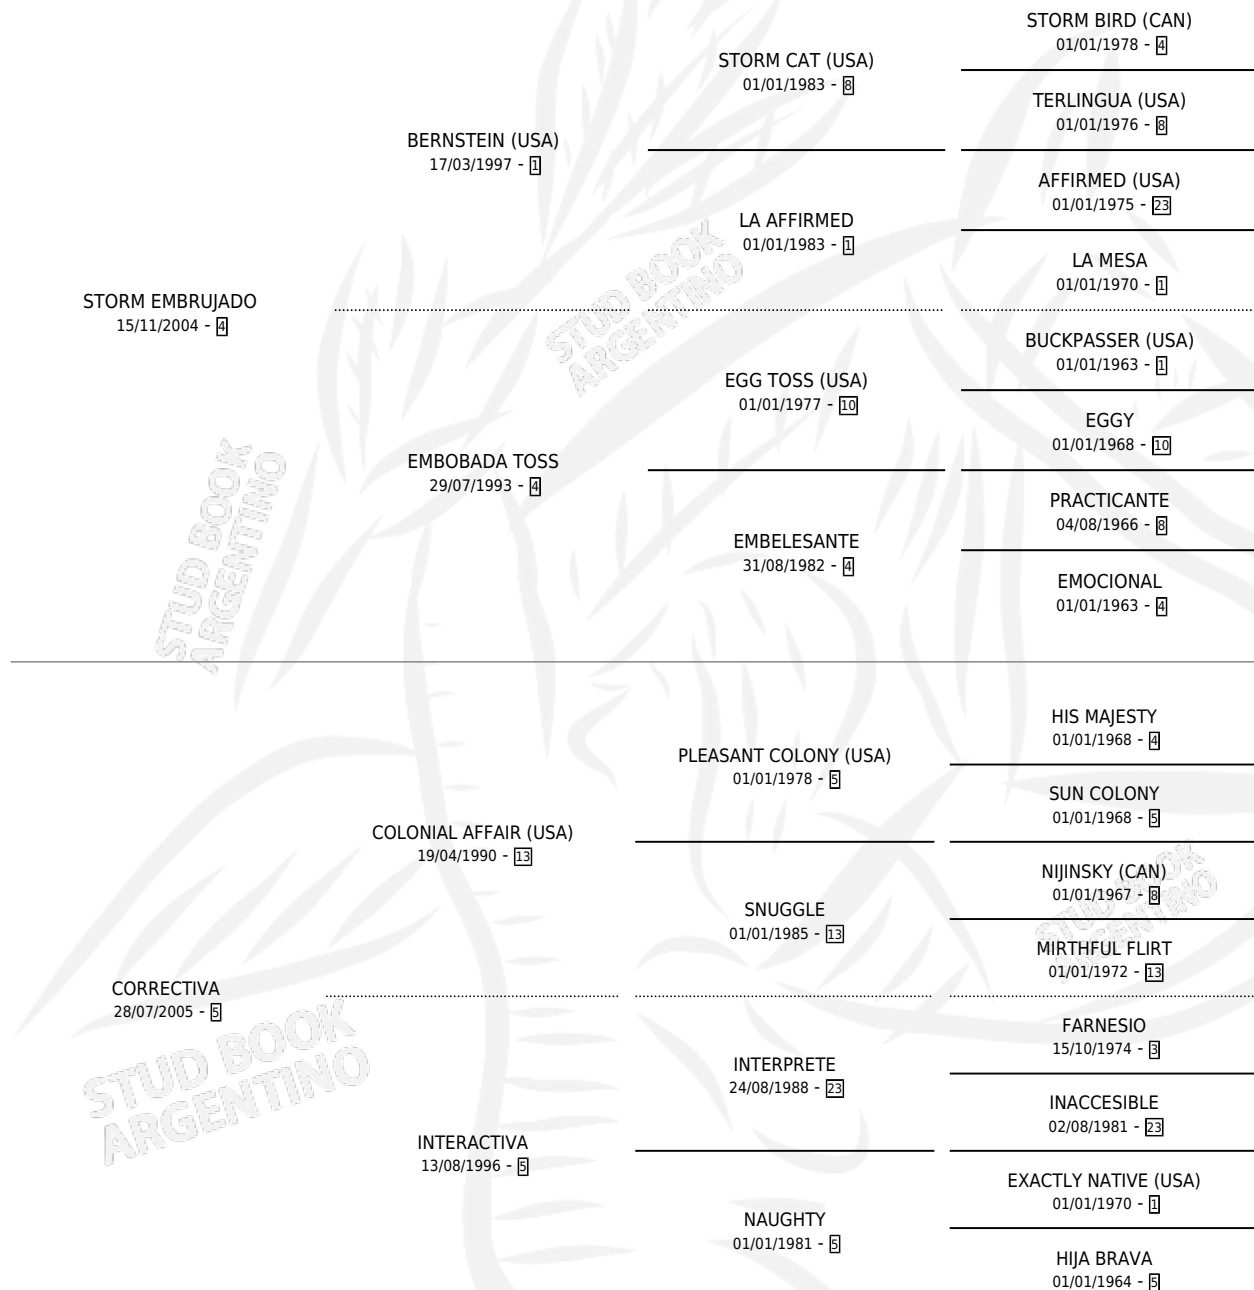 STORM EMBRUJADO
15/11/2004 - 4
BERNSTEIN (USA)
17/03/1997 - 1
STORM CAT (USA)
01/01/1983 - 8
STORM BIRD (CAN)
01/01/1978 - 4
TERLINGUA (USA)
01/01/1976 - 8
LA AFFIRMED
01/01/1983 - 1
AFFIRMED (USA)
01/01/1975 - 23
LA MESA
01/01/1970 - 1
EMBOBADA TOSS
29/07/1993 - 4
EGG TOSS (USA)
01/01/1977 - 10
BUCKPASSER (USA)
01/01/1963 - 1
EGGY
01/01/1968 - 10
EMBELESANTE
31/08/1982 - 4
PRACTICANTE
04/08/1966 - 8
EMOCIONAL
01/01/1963 - 4
CORRECTIVA
28/07/2005 - 5
COLONIAL AFFAIR (USA)
19/04/1990 - 13
PLEASANT COLONY (USA)
01/01/1978 - 5
HIS MAJESTY
01/01/1968 - 4
SUN COLONY
01/01/1968 - 5
SNUGGLE
01/01/1985 - 13
NIJINSKY (CAN)
01/01/1967 - 8
MIRTHFUL FLIRT
01/01/1972 - 13
INTERACTIVA
13/08/1996 - 5
INTERPRETE
24/08/1988 - 23
FARNESIO
15/10/1974 - 3
INACCESIBLE
02/08/1981 - 23
NAUGHTY
01/01/1981 - 5
EXACTLY NATIVE (USA)
01/01/1970 - 1
HIJA BRAVA
01/01/1964 - 5
STUD BOOK
ARGENTINO
STUD BOOK
ARGENTINO
STUD BOOK
ARGENTINO
STUD BOOK
ARGENTINO